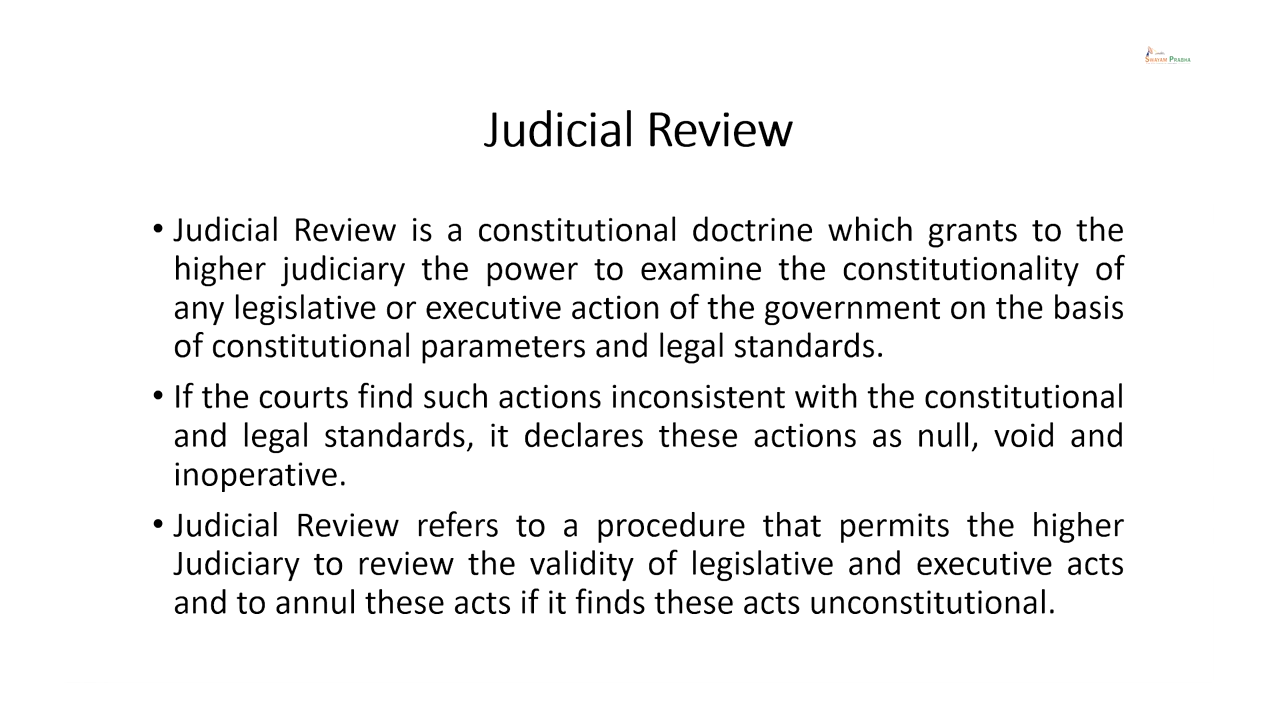 SWAYAM PRABHA
Judicial Review
• Judicial Review is a constitutional doctrine which grants to the
higher judiciary the power to examine the constitutionality of
any legislative or executive action of the government on the basis
of constitutional parameters and legal standards.
• If the courts find such actions inconsistent with the constitutional
and legal standards, it declares these actions as null, void and
inoperative.
• Judicial Review refers to a procedure that permits the higher
Judiciary to review the validity of legislative and executive acts
and to annul these acts if it finds these acts unconstitutional.